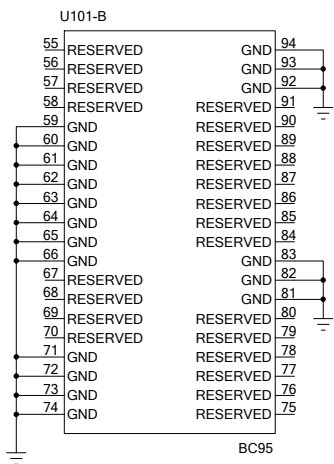 U101-B
55 RESERVED GND 94
56 RESERVED GND 93
57 RESERVED GND 92
58 RESERVED RESERVED 91
59 GND RESERVED 90
60 GND RESERVED 89
61 GND RESERVED 88
62 GND RESERVED 87
63 GND RESERVED 86
64 GND RESERVED 85
65 GND RESERVED 84
66 GND GND 83
67 RESERVED GND 82
68 RESERVED GND 81
69 RESERVED RESERVED 80
70 RESERVED RESERVED 79
71 GND RESERVED 78
72 GND RESERVED 77
73 GND RESERVED 76
74 GND RESERVED 75
BC95